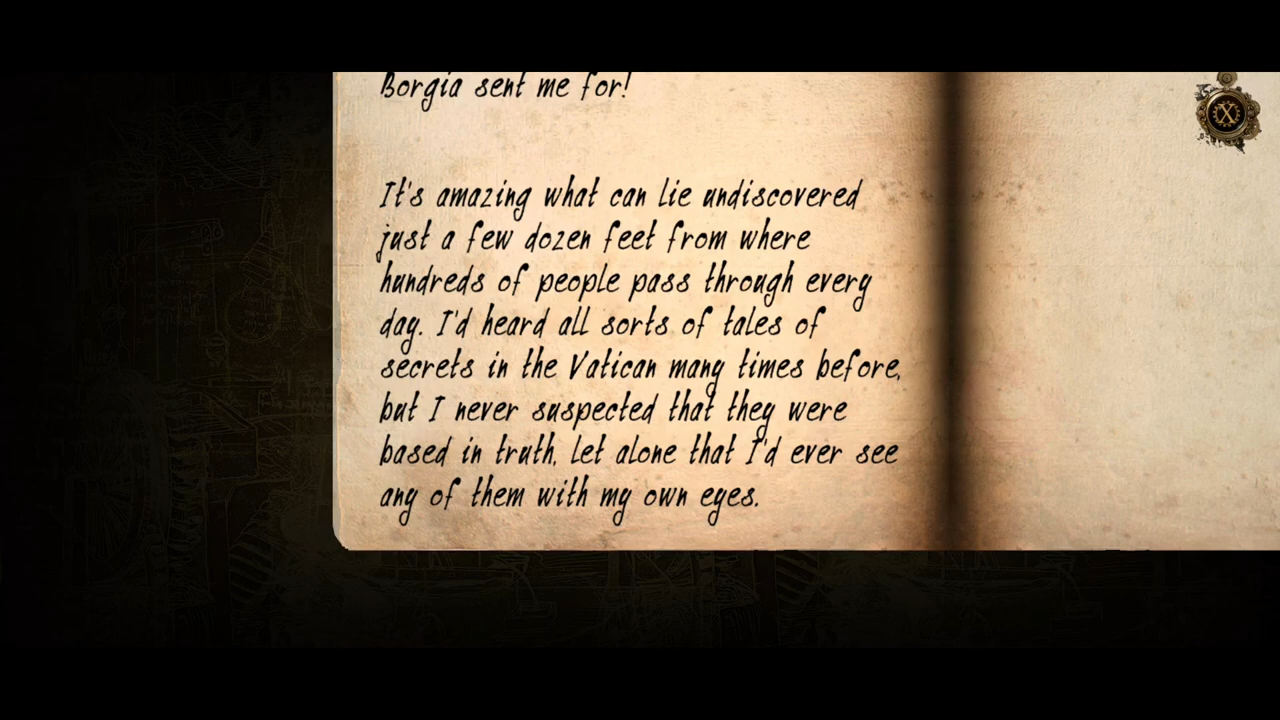 Borgia sent me for!
It's amazing what can lie undiscovered
just a few dozen feet from where
hundreds of people pass through every
day. I'd heard all sorts of tales of
secrets in the Vatican many times before,
but I never suspected that they were
based in truth, let alone that I'd ever see
any of them with my own eyes.
X